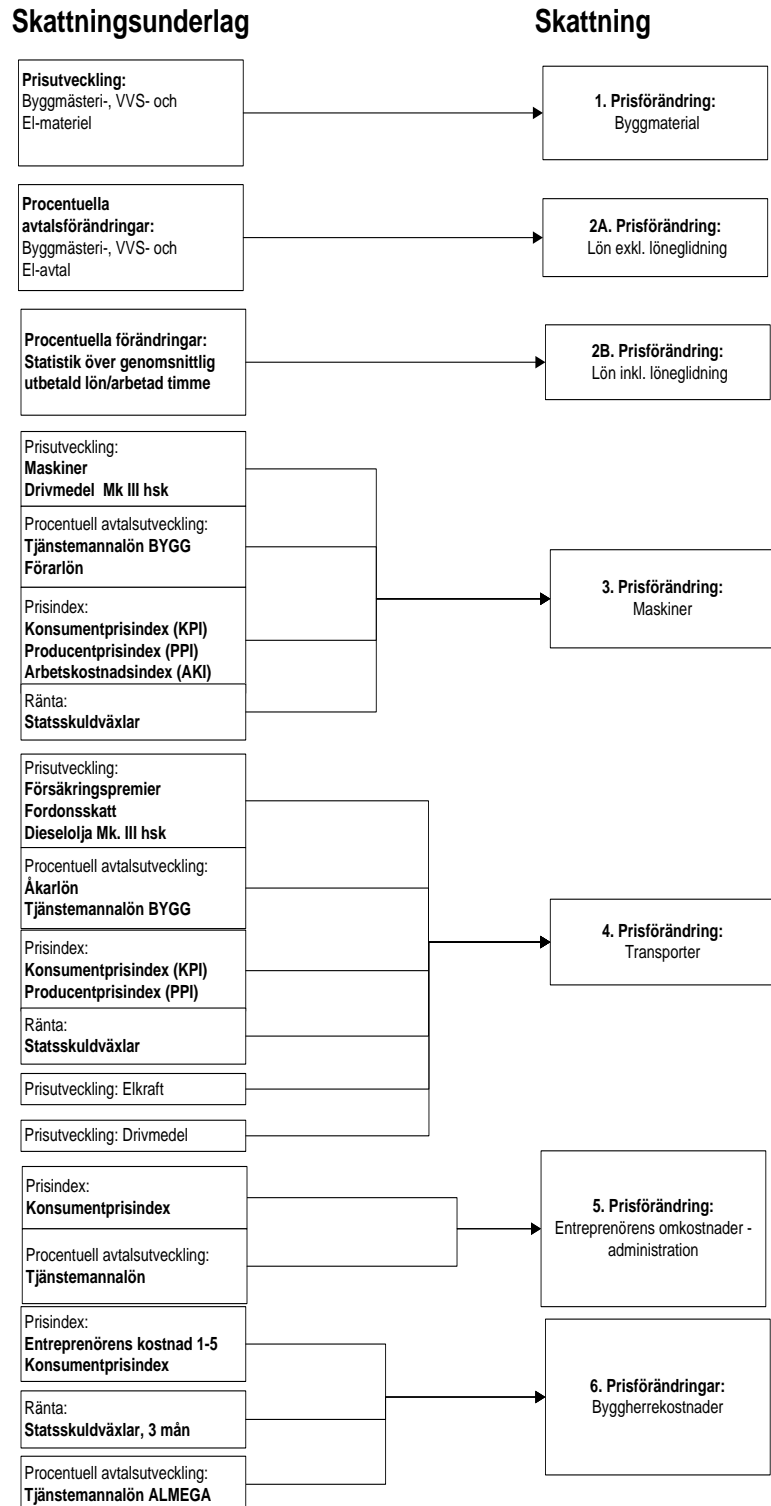 Skattningsunderlag
Skattning
Prisutveckling:
Byggmästeri-, VVS- och
El-materiel
1. Prisförändring:
Byggmaterial
Procentuella
avtalsförändringar:
Byggmästeri-, VVS- och
El-avtal
2A. Prisförändring:
Lön exkl. löneglidning
Procentuella förändringar:
Statistik över genomsnittlig
utbetald lön/arbetad timme
2B. Prisförändring:
Lön inkl. löneglidning
Prisutveckling:
Maskiner
Drivmedel Mk III hsk
Procentuell avtalsutveckling:
Tjänstemannalön BYGG
Förarlön
Prisindex:
Konsumentprisindex (KPI)
Producentprisindex (PPI)
Arbetskostnadsindex (AKI)
Ränta:
Statsskuldväxlar
3. Prisförändring:
Maskiner
Prisutveckling:
Försäkringspremier
Fordonsskatt
Dieselolja Mk. III hsk
Procentuell avtalsutveckling:
Åkarlön
Tjänstemannalön BYGG
Prisindex:
Konsumentprisindex (KPI)
Producentprisindex (PPI)
Ränta:
Statsskuldväxlar
Prisutveckling: Elkraft
Prisutveckling: Drivmedel
4. Prisförändring:
Transporter
Prisindex:
Konsumentprisindex
Procentuell avtalsutveckling:
Tjänstemannalön
5. Prisförändring:
Entreprenörens omkostnader -
administration
Prisindex:
Entreprenörens kostnad 1-5
Konsumentprisindex
Ränta:
Statsskuldväxlar, 3 mån
Procentuell avtalsutveckling:
Tjänstemannalön ALMEGA
6. Prisförändringar:
Byggherrekostnader